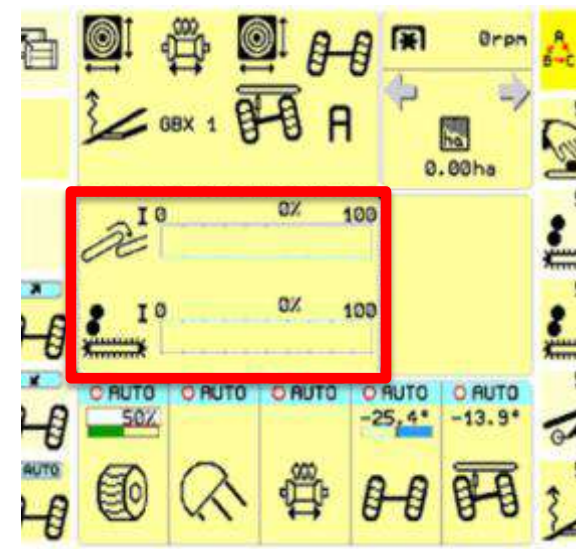 0rpm
A
B-C
GBX 1
ha
0.00ha
I 0 0% 100
I 0 0% 100
AUTO
AUTO AUTO AUTO AUTO AUTO
50% -25,4° -13.9°